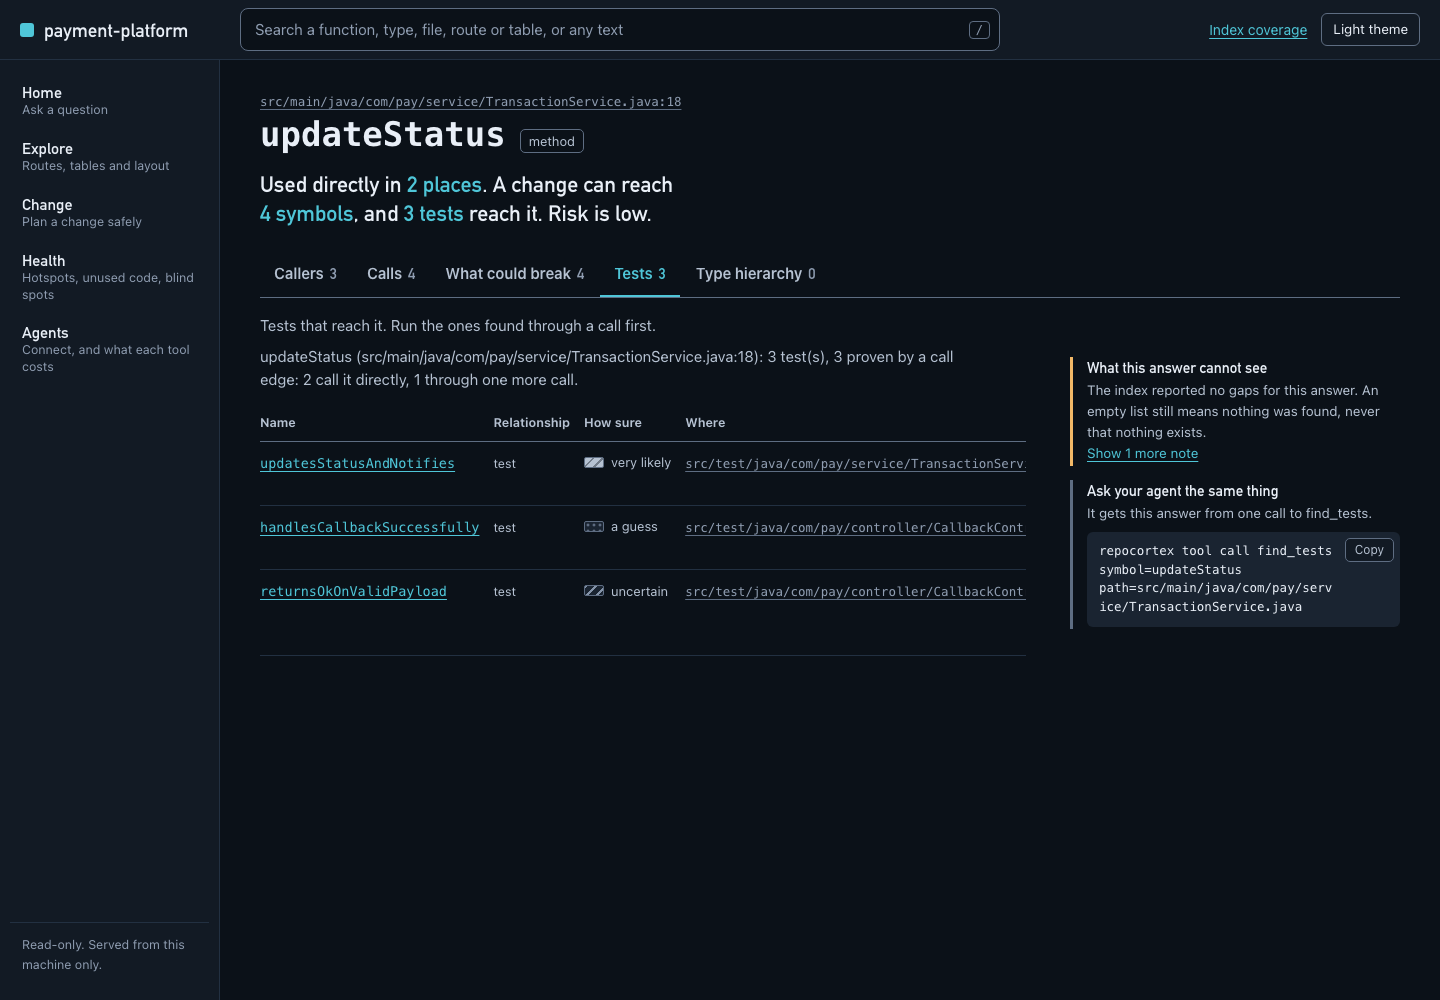 payment-platform
Search a function, type, file, route or table, or any text
/
Index coverage
Light theme
Home
Ask a question
Explore
Routes, tables and layout
Change
Plan a change safely
Health
Hotspots, unused code, blind
spots
Agents
Connect, and what each tool
costs
Read-only. Served from this
machine only.
src/main/java/com/pay/service/TransactionService.java:18
updateStatus method
Used directly in 2 places. A change can reach
4 symbols, and 3 tests reach it. Risk is low.
Callers 3 Calls 4 What could break 4 Tests 3 Type hierarchy 0
Tests that reach it. Run the ones found through a call first.
updateStatus (src/main/java/com/pay/service/TransactionService.java:18): 3 test(s), 3 proven by a call
edge: 2 call it directly, 1 through one more call.
Name Relationship How sure Where
updatesStatusAndNotifies test very likely src/test/java/com/pay/service/TransactionServi
handlesCallbackSuccessfully test a guess src/test/java/com/pay/controller/CallbackCont
returnsOkOnValidPayload test uncertain src/test/java/com/pay/controller/CallbackCont
What this answer cannot see
The index reported no gaps for this answer. An
empty list still means nothing was found, never
that nothing exists.
Show 1 more note
Ask your agent the same thing
It gets this answer from one call to find_tests.
repocortex tool call find_tests
symbol=updateStatus
path=src/main/java/com/pay/serv
ice/TransactionService.java
Copy